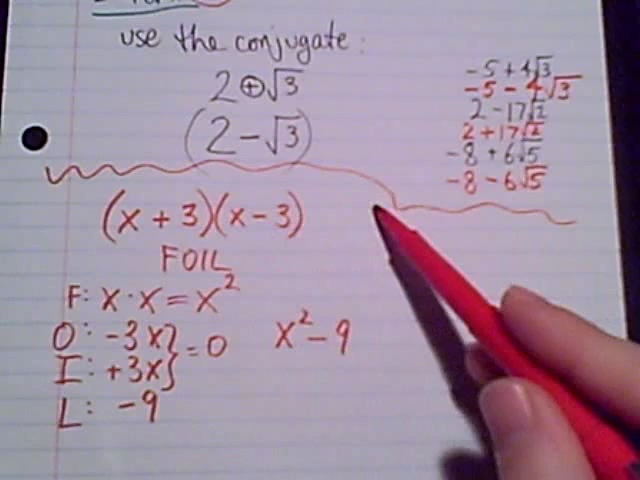 use the conjugate:
2 ⊕ √3
(2 - √3)
-5 + 4√3
-5 - 4√3
2 - 17√2
2 + 17√2
-8 + 6√5
-8 - 6√5
(x + 3)(x - 3)
FOIL
F: x · x = x²
O: -3x } = 0
I: +3x }
L: -9
x² - 9